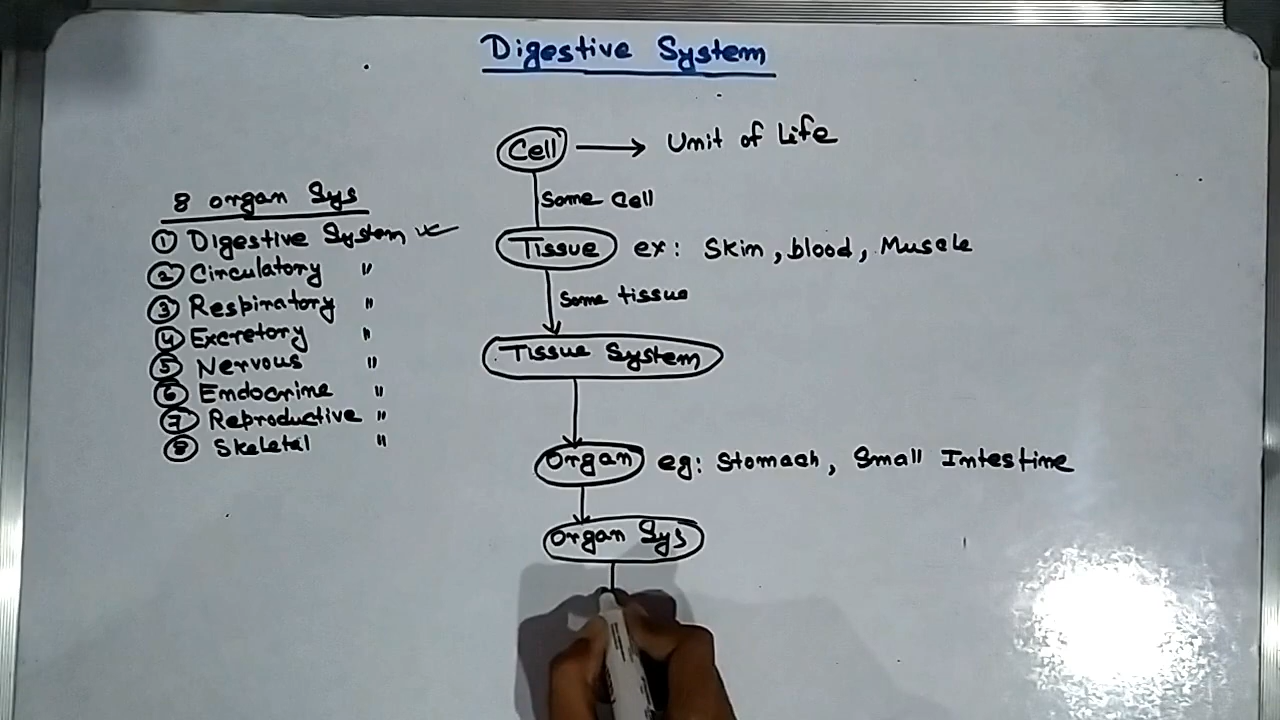 Digestive System
Cell → Unit of Life
Some Cell
Tissue ex: Skin, blood, Muscle
Some tissue
Tissue System
Organ eg: Stomach, Small Intestine
Organ Sys
8 organ Sys
① Digestive System
② Circulatory "
③ Respiratory "
④ Excretory "
⑤ Nervous "
⑥ Endocrine "
⑦ Reproductive "
⑧ Skeletal "